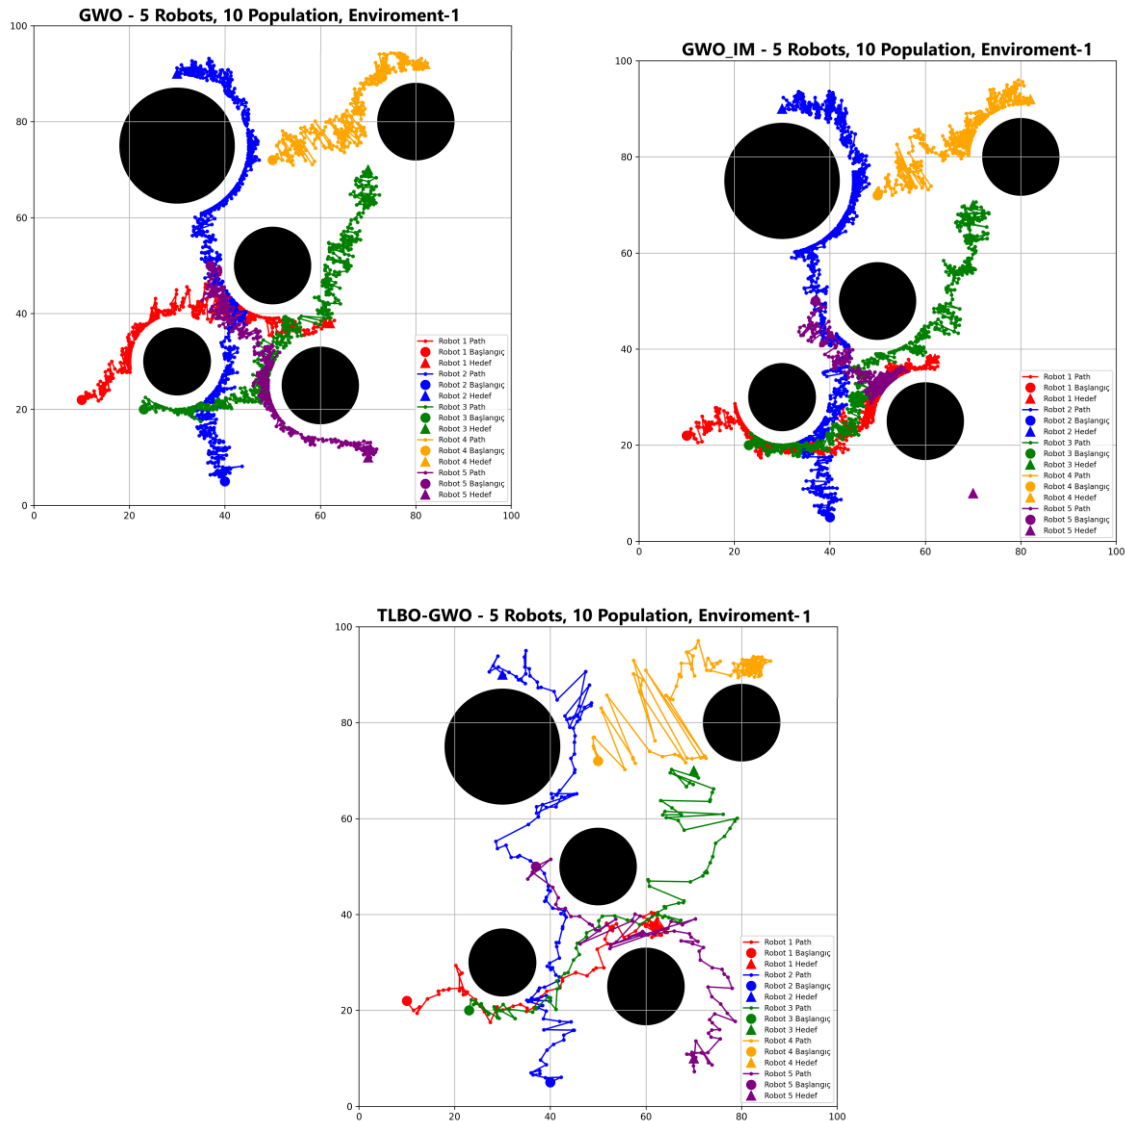 GWO - 5 Robots, 10 Population, Enviroment-1
100
80
60
40
20
0
0 20 40 60 80 100
Robot 1 Path
Robot 1 Başlangıç
Robot 1 Hedef
Robot 2 Path
Robot 2 Başlangıç
Robot 2 Hedef
Robot 3 Path
Robot 3 Başlangıç
Robot 3 Hedef
Robot 4 Path
Robot 4 Başlangıç
Robot 4 Hedef
Robot 5 Path
Robot 5 Başlangıç
Robot 5 Hedef
GWO_IM - 5 Robots, 10 Population, Enviroment-1
100
80
60
40
20
0
0 20 40 60 80 100
Robot 1 Path
Robot 1 Başlangıç
Robot 1 Hedef
Robot 2 Path
Robot 2 Başlangıç
Robot 2 Hedef
Robot 3 Path
Robot 3 Başlangıç
Robot 3 Hedef
Robot 4 Path
Robot 4 Başlangıç
Robot 4 Hedef
Robot 5 Path
Robot 5 Başlangıç
Robot 5 Hedef
TLBO-GWO - 5 Robots, 10 Population, Enviroment-1
100
80
60
40
20
0
0 20 40 60 80 100
Robot 1 Path
Robot 1 Başlangıç
Robot 1 Hedef
Robot 2 Path
Robot 2 Başlangıç
Robot 2 Hedef
Robot 3 Path
Robot 3 Başlangıç
Robot 3 Hedef
Robot 4 Path
Robot 4 Başlangıç
Robot 4 Hedef
Robot 5 Path
Robot 5 Başlangıç
Robot 5 Hedef